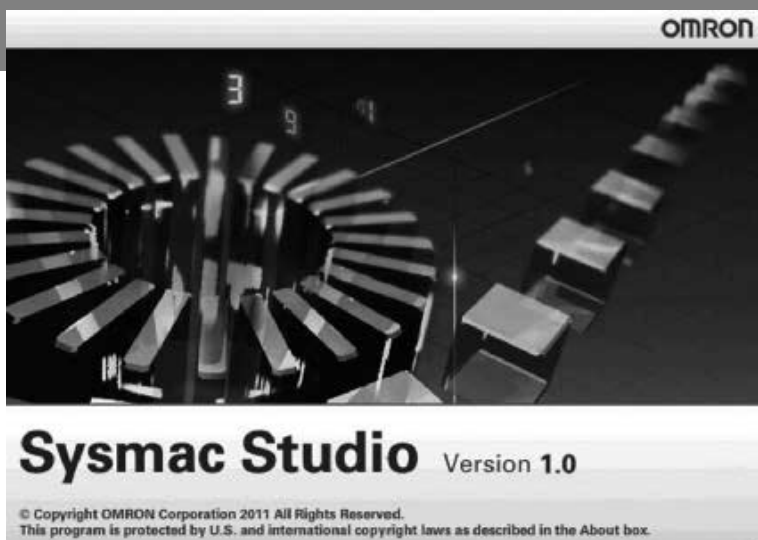 OMRON
3
9
1
Sysmac Studio Version 1.0
© Copyright OMRON Corporation 2011 All Rights Reserved.
This program is protected by U.S. and international copyright laws as described in the About box.